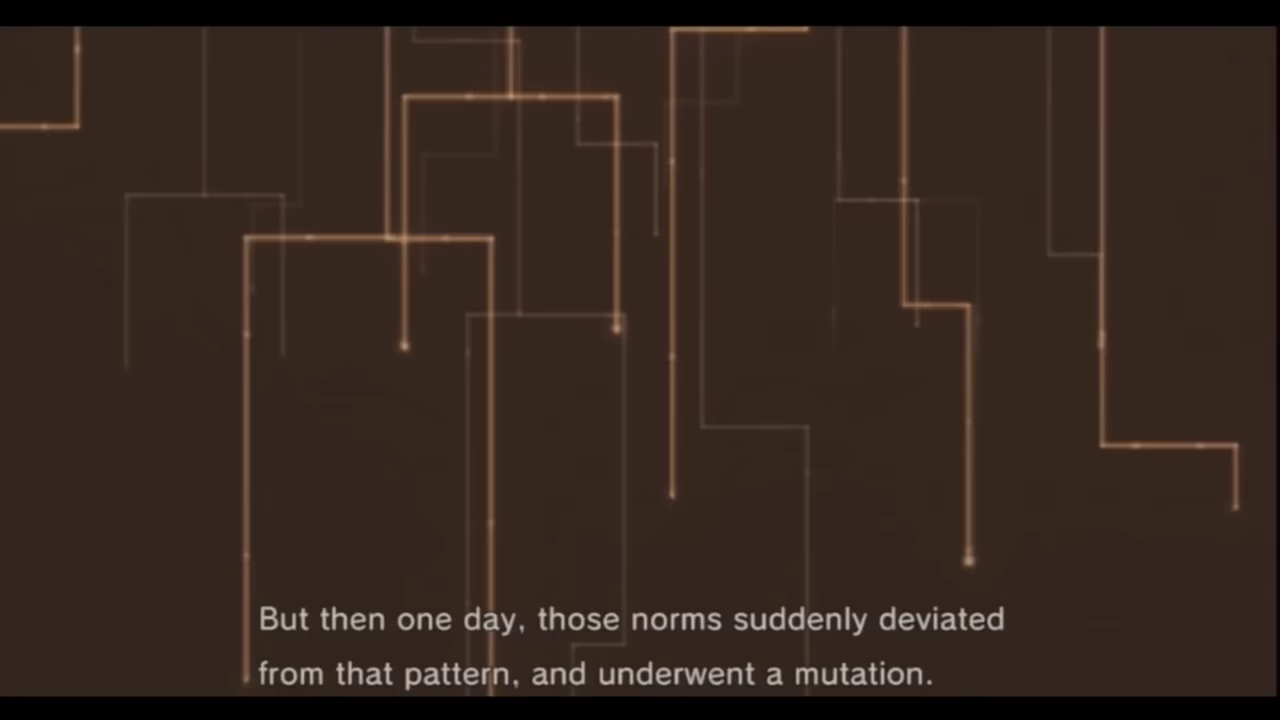 But then one day, those norms suddenly deviated
from that pattern, and underwent a mutation.